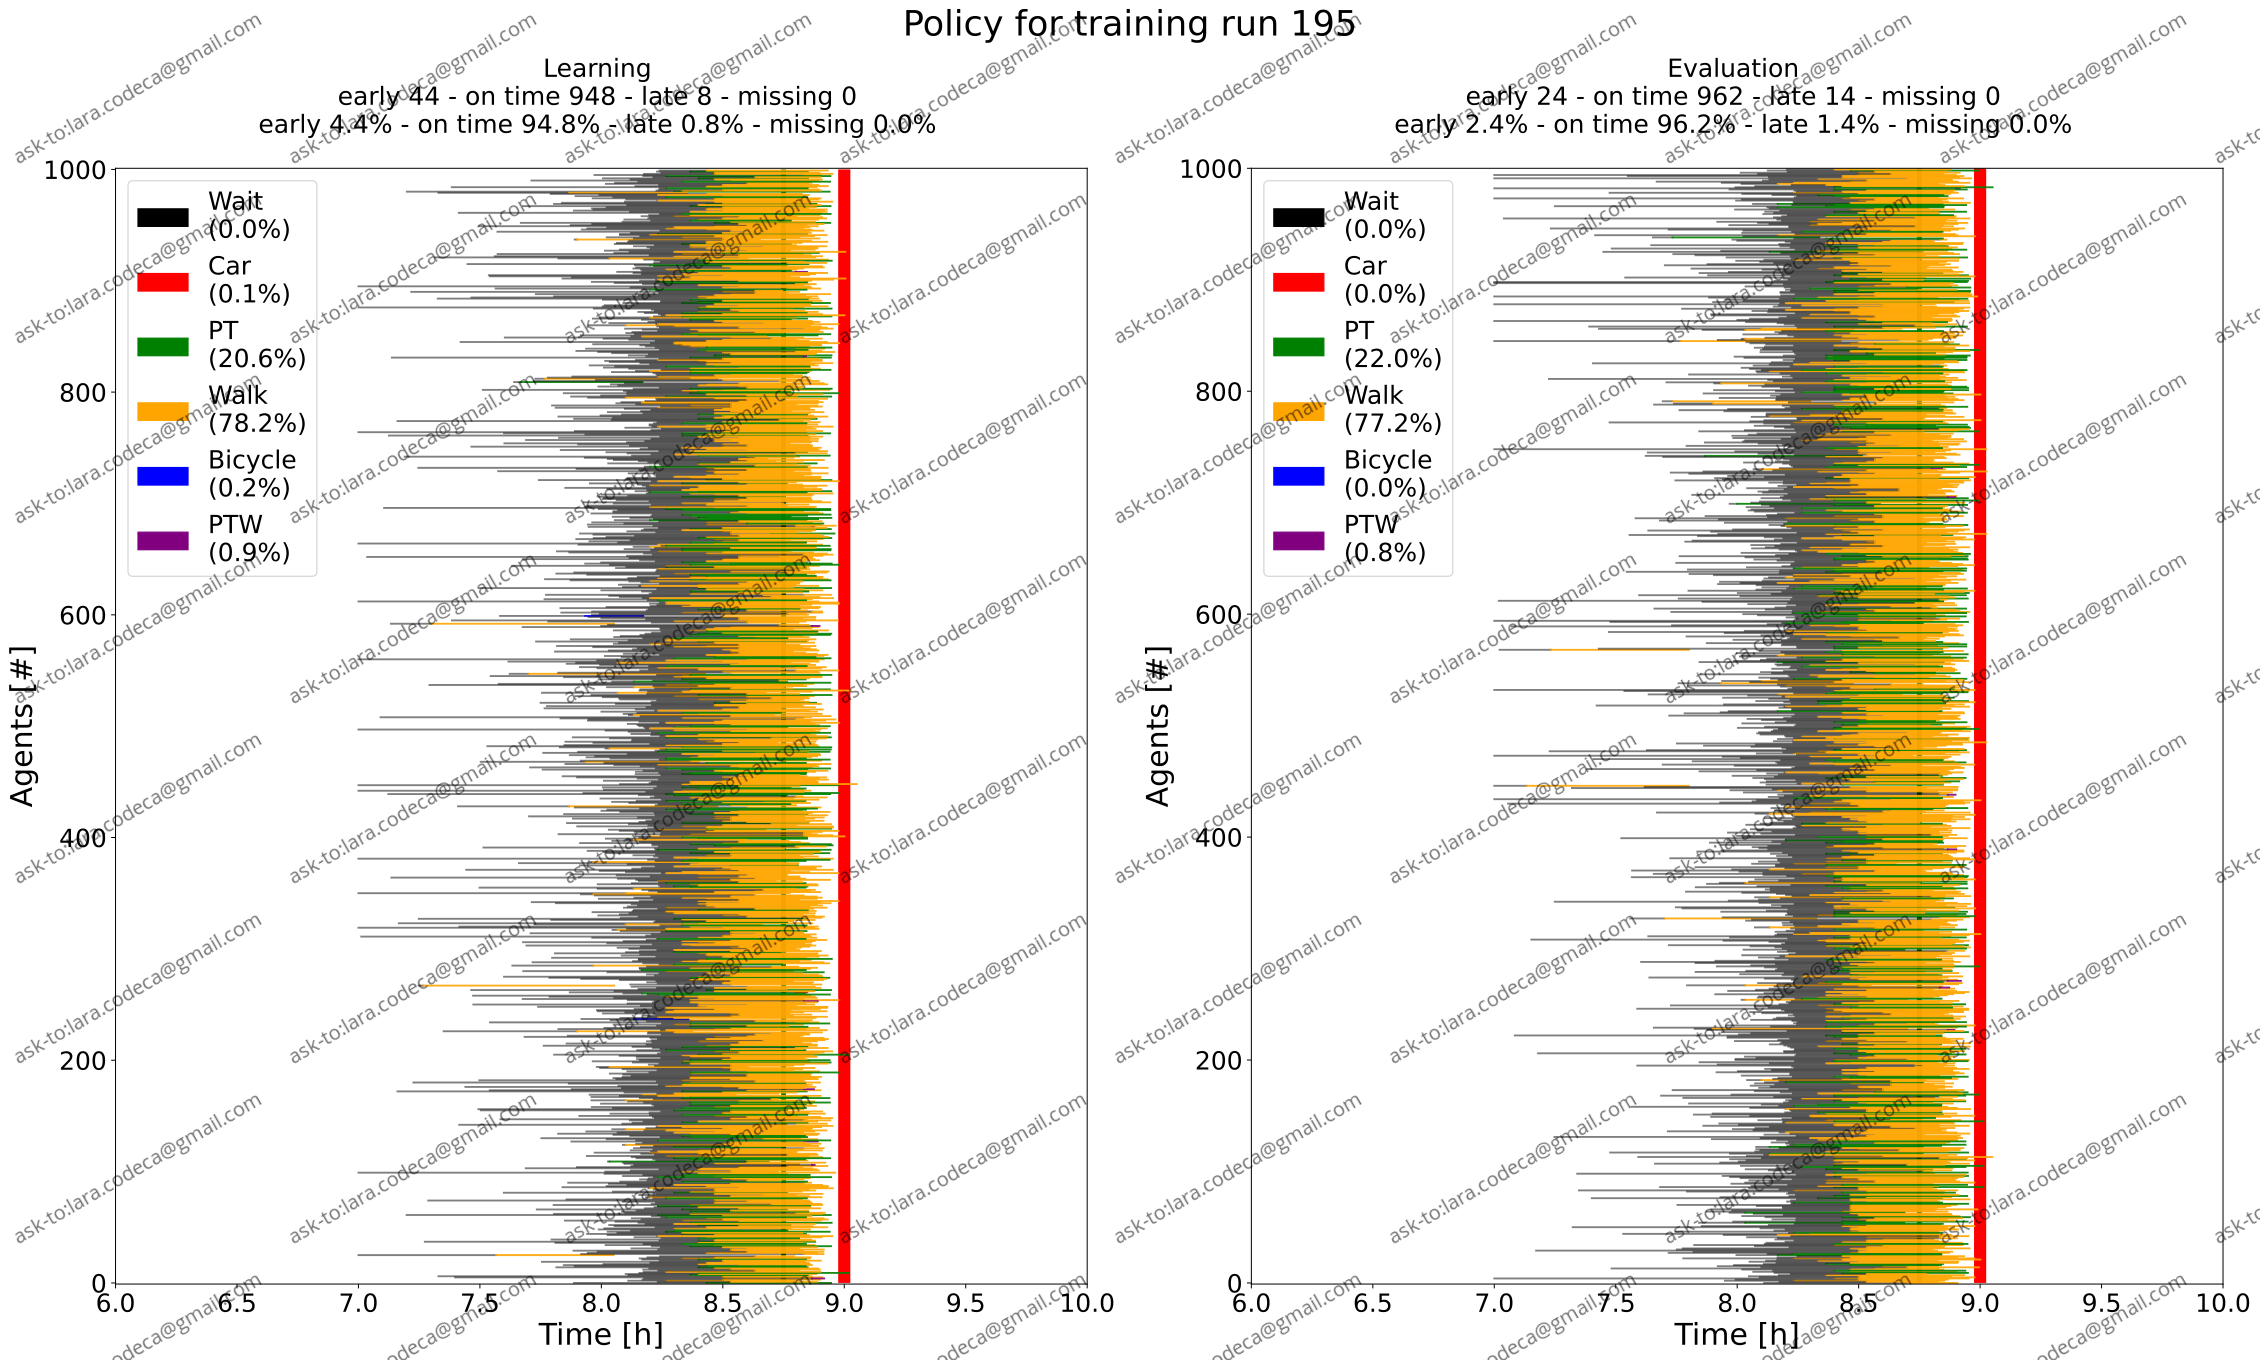 Policy for training run 195
Learning
early 44 - on time 948 - late 8 - missing 0
early 4.4% - on time 94.8% - late 0.8% - missing 0.0%
Agents [#]
1000
800
600
400
200
0
Wait
(0.0%)
Car
(0.1%)
PT
(20.6%)
Walk
(78.2%)
Bicycle
(0.2%)
PTW
(0.9%)
6.0 6.5 7.0 7.5 8.0 8.5 9.0 9.5 10.0
Time [h]
Evaluation
early 24 - on time 962 - late 14 - missing 0
early 2.4% - on time 96.2% - late 1.4% - missing 0.0%
Agents [#]
1000
800
600
400
200
0
Wait
(0.0%)
Car
(0.0%)
PT
(22.0%)
Walk
(77.2%)
Bicycle
(0.0%)
PTW
(0.8%)
6.0 6.5 7.0 7.5 8.0 8.5 9.0 9.5 10.0
Time [h]
ask-to:lara.codeca@gmail.com